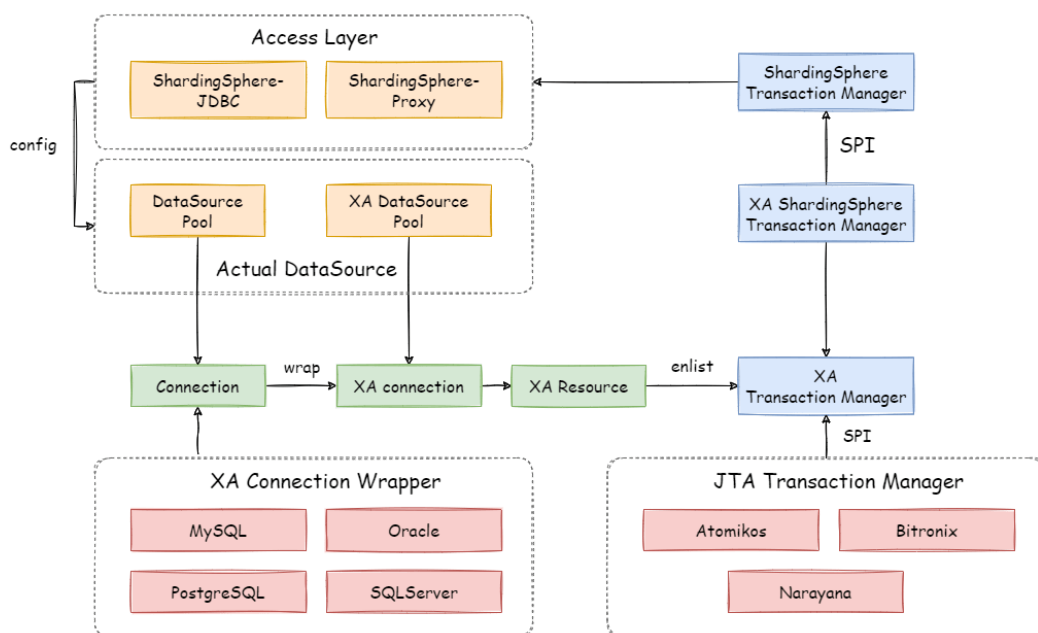 Access Layer
ShardingSphere-
JDBC
ShardingSphere-
Proxy
ShardingSphere
Transaction Manager
config
SPI
DataSource
Pool
XA DataSource
Pool
XA ShardingSphere
Transaction Manager
Actual DataSource
Connection
wrap
XA connection
XA Resource
enlist
XA
Transaction Manager
SPI
XA Connection Wrapper
MySQL
Oracle
PostgreSQL
SQLServer
JTA Transaction Manager
Atomikos
Bitronix
Narayana